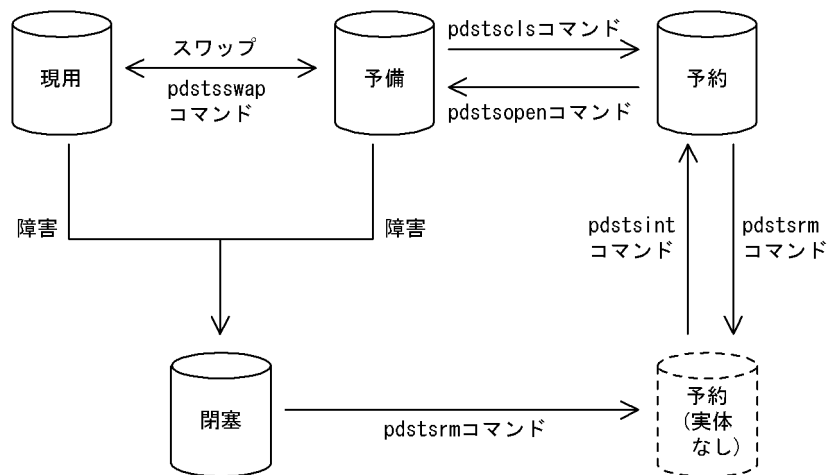 現用
スワップ
pdstsswap
コマンド
予備
pdstsclsコマンド
pdstsopenコマンド
予約
障害
障害
pdstsint
コマンド
pdstsrm
コマンド
閉塞
pdstsrmコマンド
予約
(実体
なし)